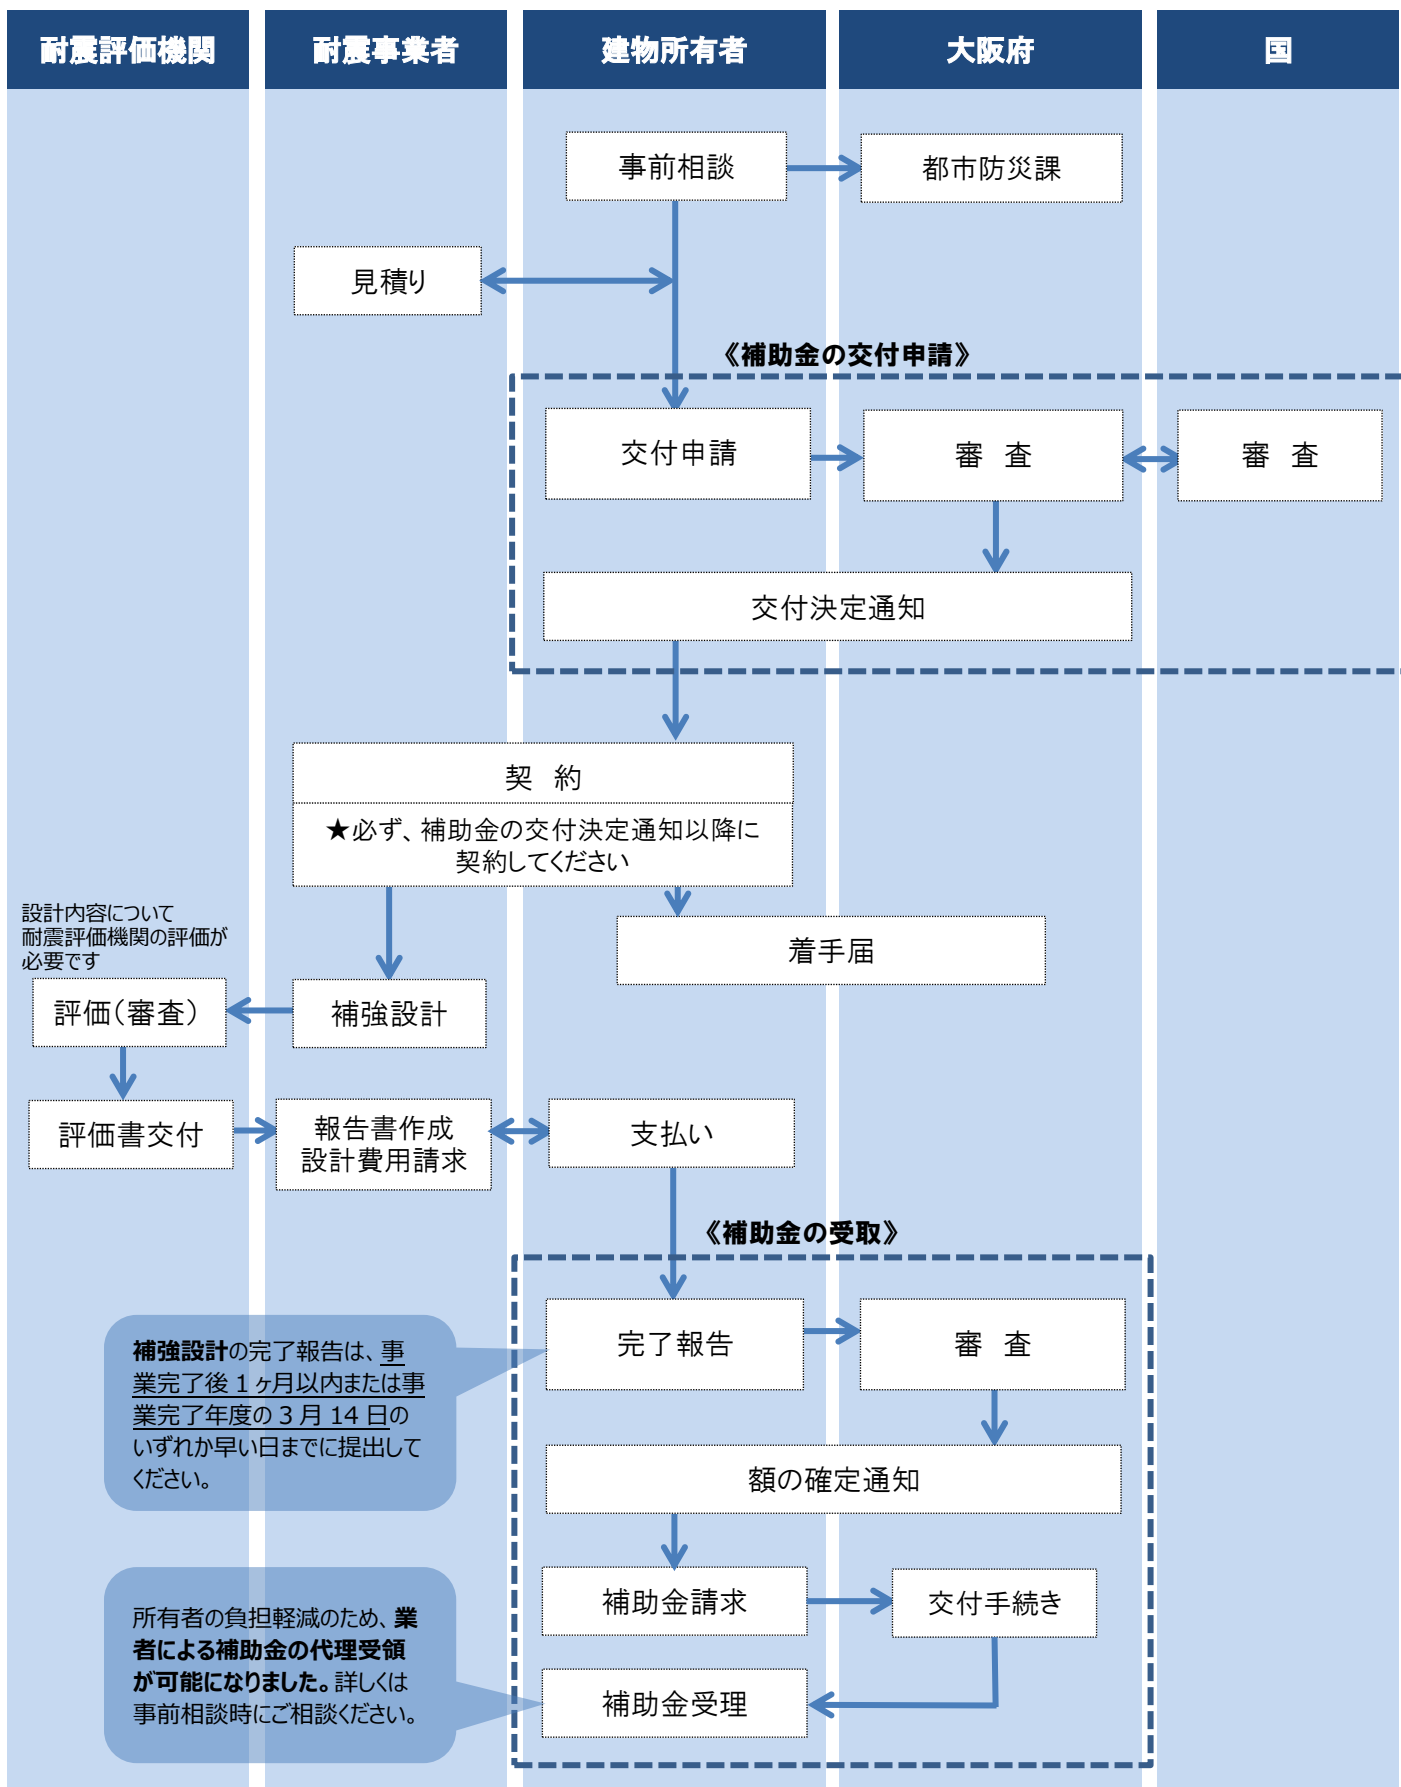 耐震評価機関
耐震事業者
建物所有者
大阪府
国
事前相談
都市防災課
見積り
《補助金の交付申請》
交付申請
審　査
審　査
交付決定通知
契　約
★必ず、補助金の交付決定通知以降に
契約してください
設計内容について
耐震評価機関の評価が
必要です
着手届
評価（審査）
補強設計
評価書交付
報告書作成
設計費用請求
支払い
《補助金の受取》
補強設計の完了報告は、事
業完了後 1 ヶ月以内または事
業完了年度の 3 月 14 日の
いずれか早い日までに提出して
ください。
完了報告
審　査
額の確定通知
補助金請求
交付手続き
所有者の負担軽減のため、業
者による補助金の代理受領
が可能になりました。詳しくは
事前相談時にご相談ください。
補助金受理